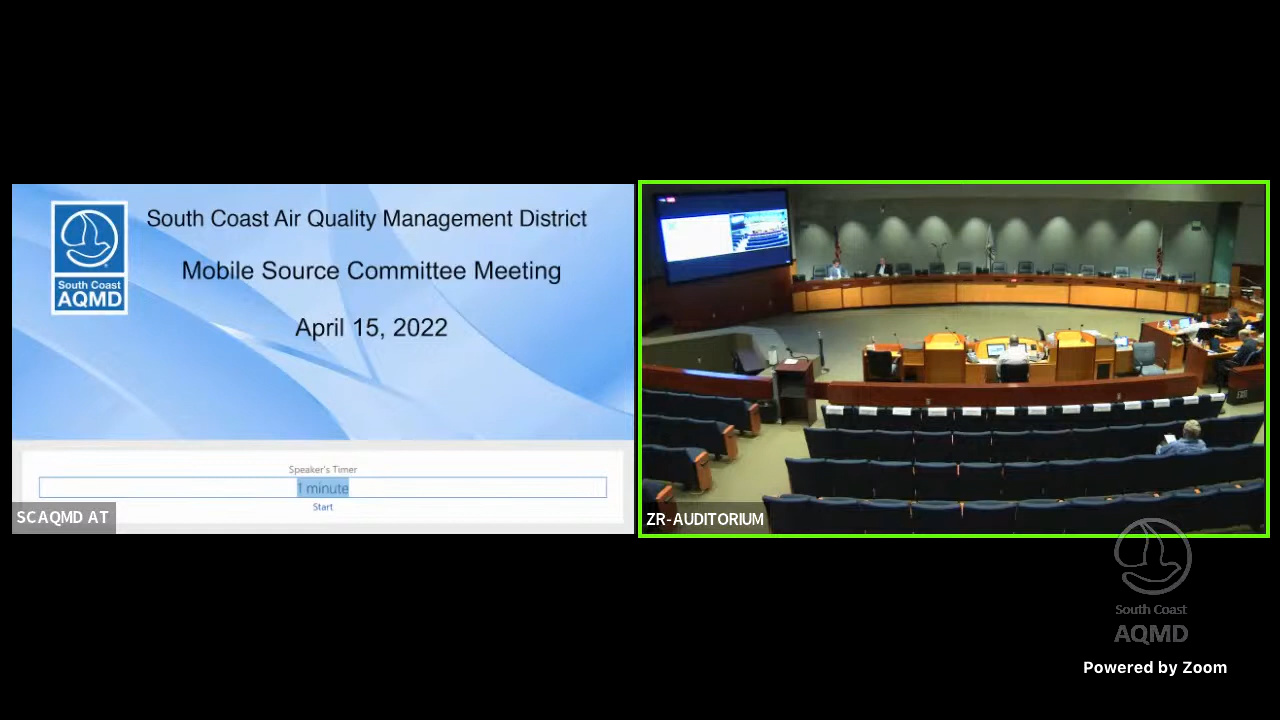 South Coast Air Quality Management District
Mobile Source Committee Meeting
April 15, 2022
South Coast
AQMD
Speaker's Timer
1 minute
Start
SCAQMD AT
ZR-AUDITORIUM
South Coast
AQMD
Powered by Zoom